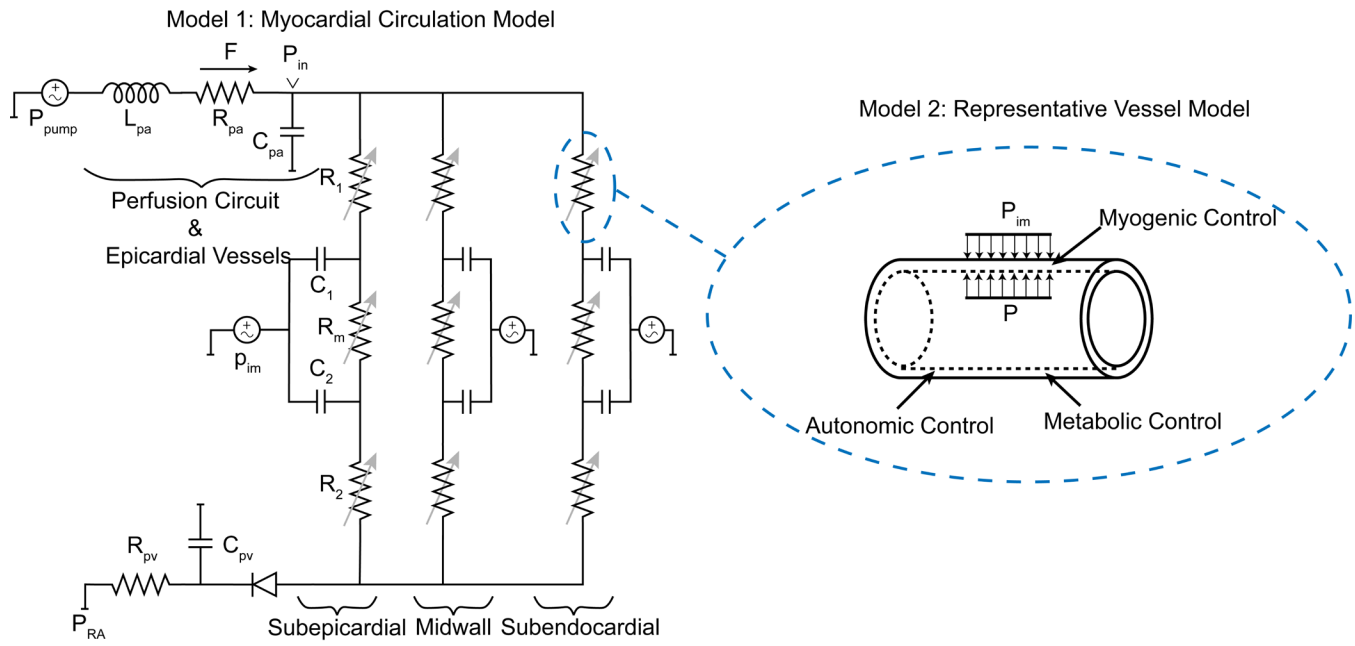 Model 1: Myocardial Circulation Model
F
P_in
P_pump
L_pa
R_pa
C_pa
Perfusion Circuit
&
Epicardial Vessels
R_1
C_1
R_m
p_im
C_2
R_2
R_pv
C_pv
P_RA
Subepicardial
Midwall
Subendocardial
Model 2: Representative Vessel Model
P_im
Myogenic Control
P
Autonomic Control
Metabolic Control